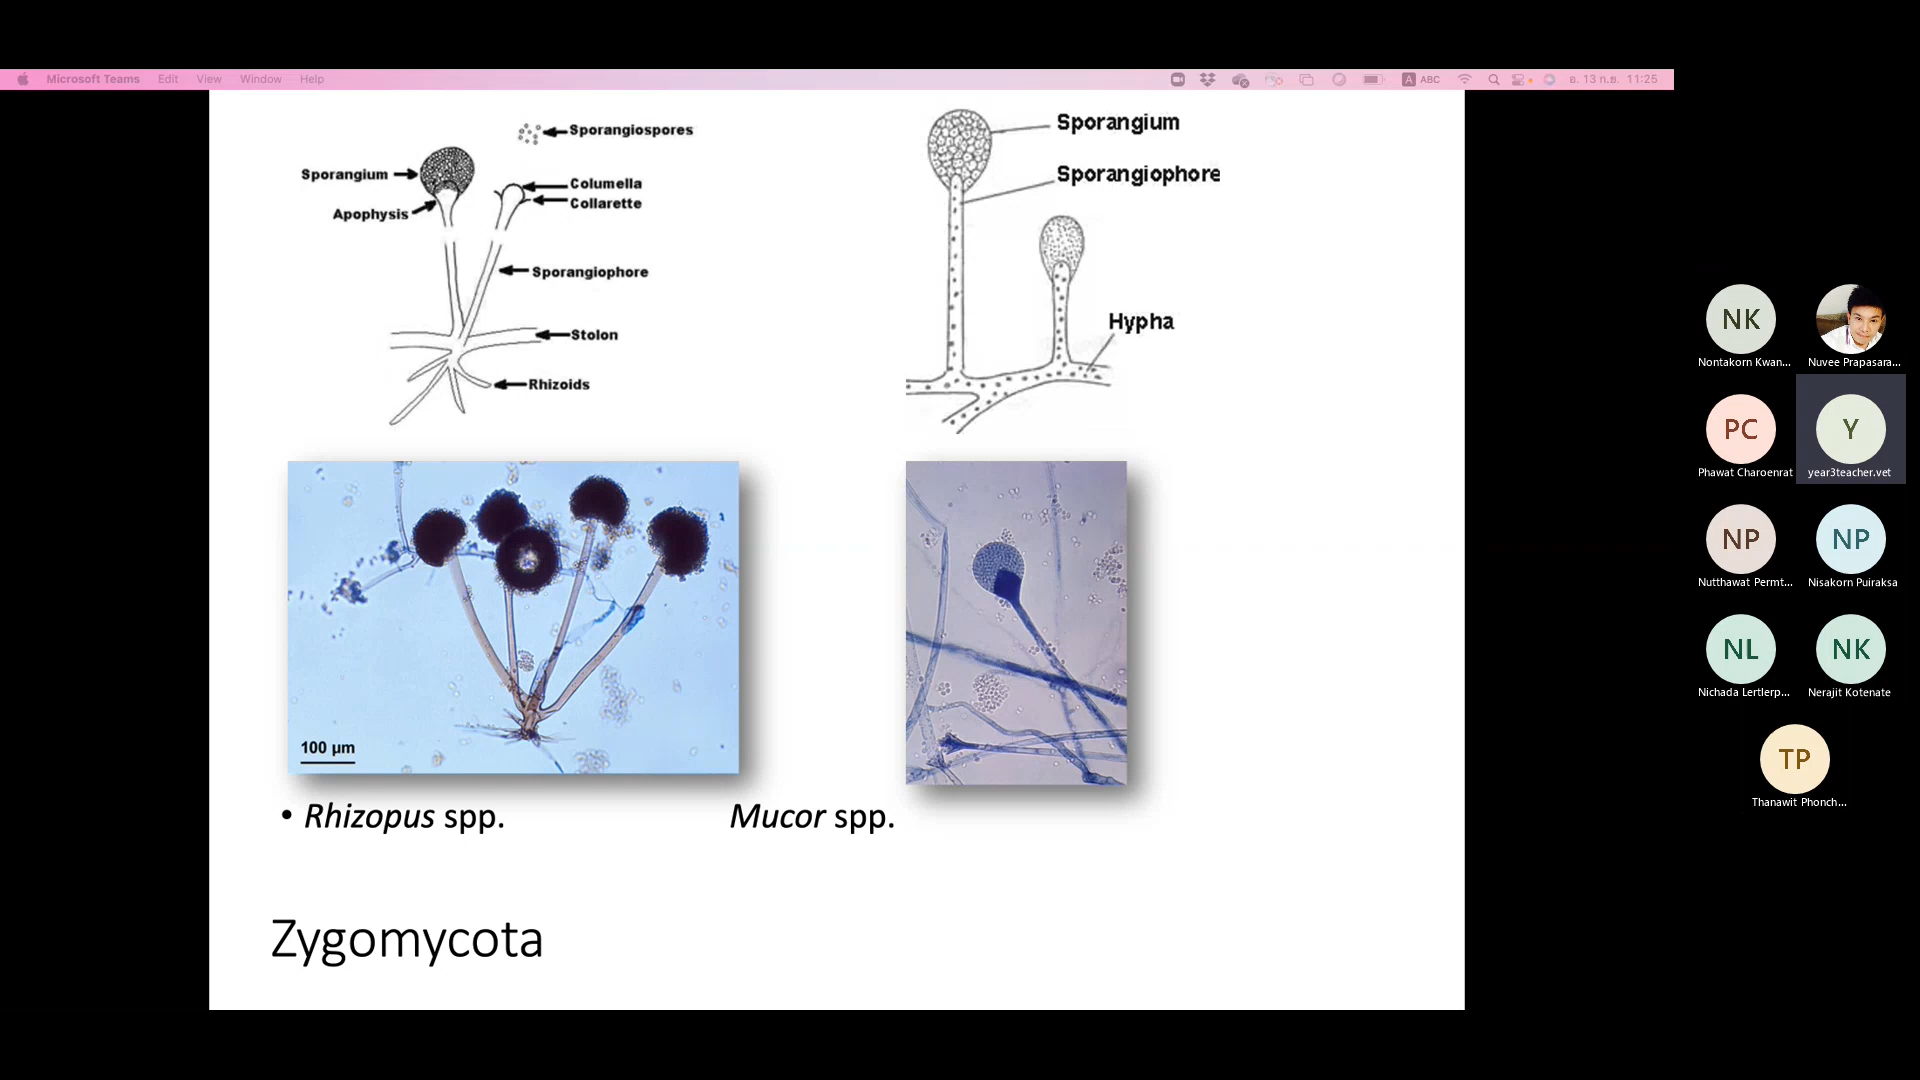 Microsoft Teams Edit View Window Help
A ABC อ. 13 ก.ย. 11:25
Sporangiospores
Sporangium
Columella
Collarette
Apophysis
Sporangiophore
Stolon
Rhizoids
Sporangium
Sporangiophore
Hypha
100 µm
• Rhizopus spp.
Mucor spp.
Zygomycota
NK
Nontakorn Kwan...
Nuvee Prapasara...
PC
Phawat Charoenrat
Y
year3teacher.vet
NP
Nutthawat Permt...
NP
Nisakorn Puiraksa
NL
Nichada Lertlerp...
NK
Nerajit Kotenate
TP
Thanawit Phonch...